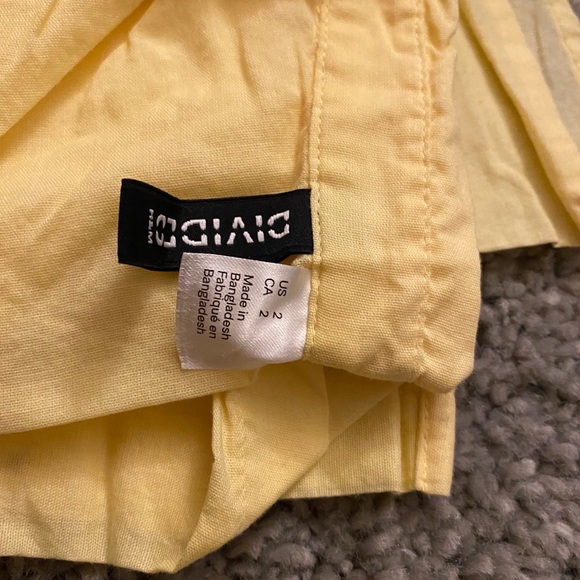 DIVIDED
H&M
US 2
CA 2
Made in
Bangladesh
Fabriqué en
Bangladesh